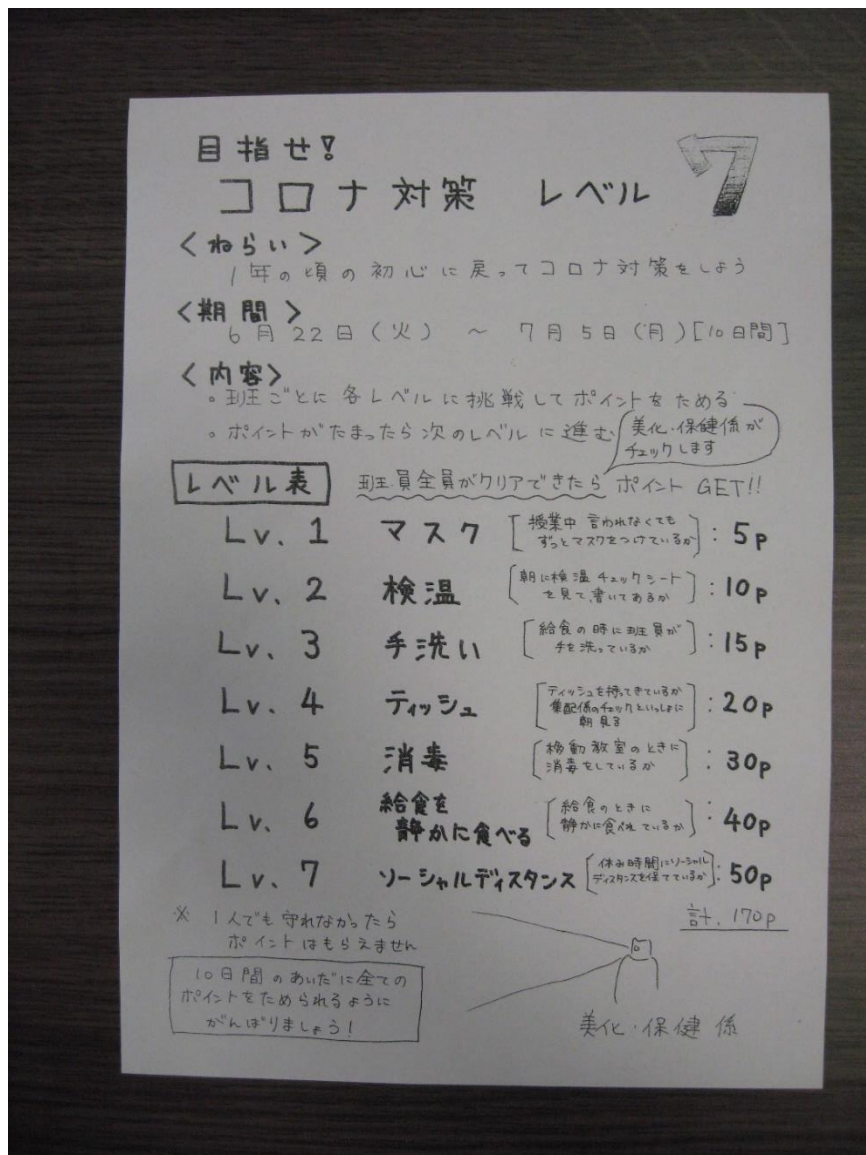 目指せ!
コロナ対策 レベル 7
<ねらい>
1年の頃の初心に戻ってコロナ対策をしよう
<期間>
6月22日(火) ~ 7月5日(月)[10日間]
<内容>
。班ごとに各レベルに挑戦してポイントをためる
。ポイントがたまったら次のレベルに進む
美化・保健係が
チェックします
レベル表 班員全員がクリアできたら ポイント GET!!
Lv. 1 マスク [授業中 言われなくても
ずっとマスクをつけているか] : 5p
Lv. 2 検温 [朝に検温チェックシート
を見て、書いてあるか] : 10p
Lv. 3 手洗い [給食の時に班員が
手を洗っているか] : 15p
Lv. 4 ティッシュ [ティッシュを持ってきているか
集配係のチェックといっしょに
朝見る] : 20p
Lv. 5 消毒 [移動教室のときに
消毒をしているか] : 30p
Lv. 6 給食を
静かに食べる [給食のときに
静かに食べれているか] : 40p
Lv. 7 ソーシャルディスタンス [休み時間にソーシャル
ディスタンスを保てているか] : 50p
計. 170p
※ 1人でも守れなかったら
ポイントはもらえません
10日間のあいだに全ての
ポイントをためられるように
がんばりましょう!
美化・保健係